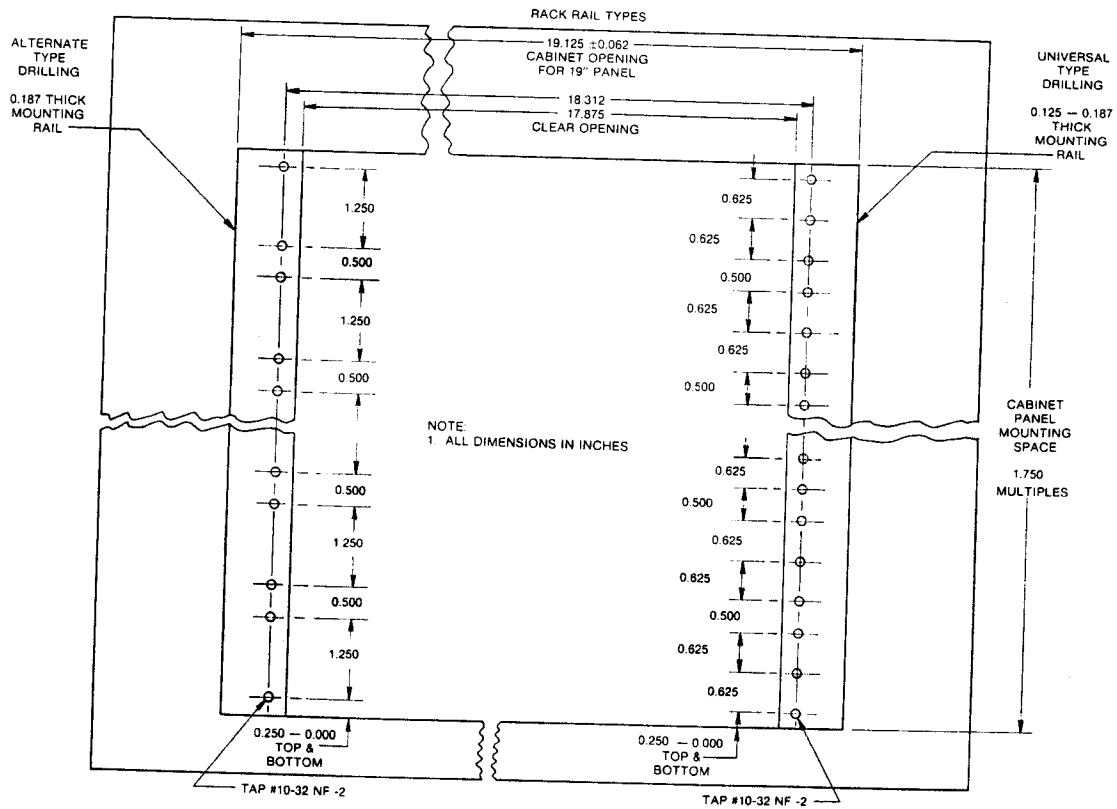 RACK RAIL TYPES
ALTERNATE
TYPE
DRILLING
0.187 THICK
MOUNTING
RAIL
19.125 ±0.062
CABINET OPENING
FOR 19" PANEL
18.312
17.875
CLEAR OPENING
UNIVERSAL
TYPE
DRILLING
0.125 — 0.187
THICK
MOUNTING
RAIL
1.250
0.500
1.250
0.500
0.500
1.250
0.500
1.250
0.250 — 0.000
TOP &
BOTTOM
TAP #10-32 NF -2
NOTE:
1. ALL DIMENSIONS IN INCHES
0.625
0.625
0.500
0.625
0.625
0.500
0.625
0.500
0.625
0.625
0.500
0.625
0.625
0.250 — 0.000
TOP &
BOTTOM
TAP #10-32 NF -2
CABINET
PANEL
MOUNTING
SPACE
1.750
MULTIPLES